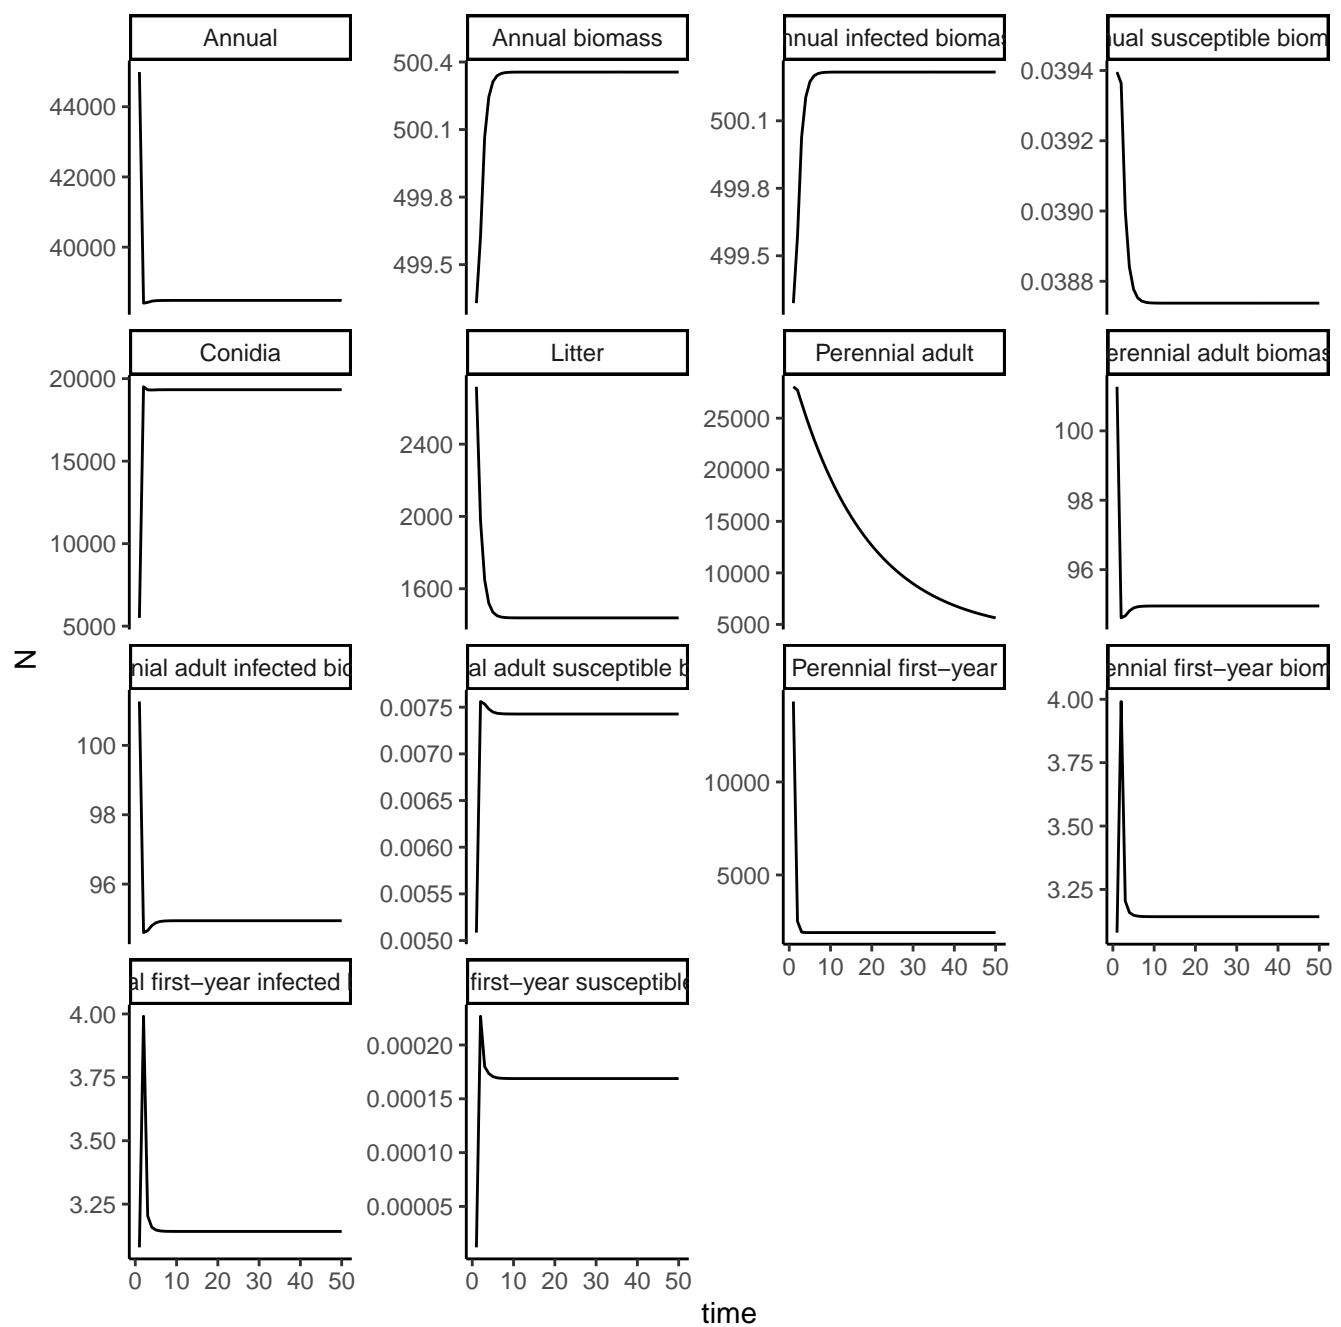 Annual
Annual biomass
nnual infected biomas
ual susceptible biom
44000
42000
40000
500.4
500.1
499.8
499.5
500.1
499.8
499.5
0.0394
0.0392
0.0390
0.0388
Conidia
Litter
Perennial adult
erennial adult biomas
20000
15000
10000
5000
2400
2000
1600
25000
20000
15000
10000
5000
100
98
96
N
nial adult infected bio
al adult susceptible b
Perennial first−year
ennial first−year biom
100
98
96
0.0075
0.0070
0.0065
0.0060
0.0055
0.0050
10000
5000
4.00
3.75
3.50
3.25
0 10 20 30 40 50
0 10 20 30 40 50
al first−year infected
first−year susceptible
4.00
3.75
3.50
3.25
0.00020
0.00015
0.00010
0.00005
0 10 20 30 40 50
0 10 20 30 40 50
time